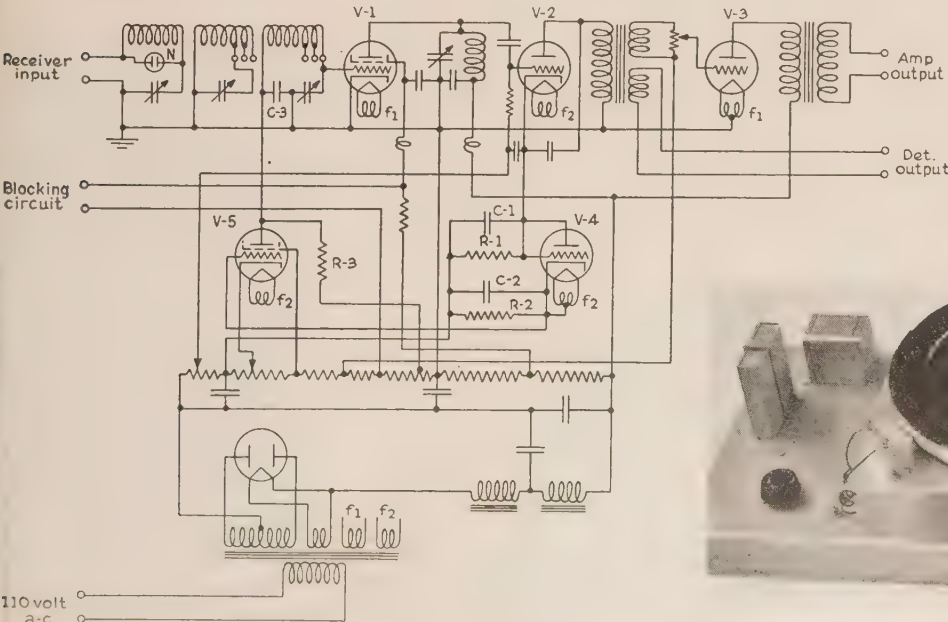 V-1
V-2
V-3
Receiver
input
N
C-3
f1
f2
f1
Amp
output
Det.
output
Blocking
circuit
V-5
R-3
f2
C-1
R-1
V-4
C-2
R-2
f2
f1 f2
110 volt
a-c